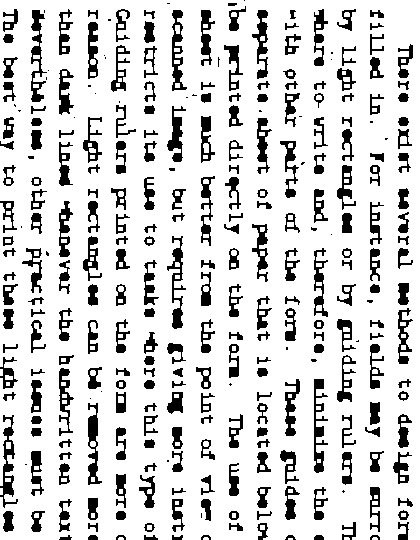 There exist several methods to design form
filled in. For instance, fields may be surro
by light rectangles or by guiding rulers. Th
where to write and, therefore, minimize the e
with other parts of the form. These guides c
separate sheet of paper that is located below
be printed directly on the form. The use of
sheet is much better from the point of view o
scanned image, but requires giving more inst
restricts its use to tasks where this type of
Guiding rulers printed on the form are more c
reason. Light rectangles can be removed more
than dark lines whenever the handwritten text
Nevertheless, other practical issues must be
The best way to print these light rectangles